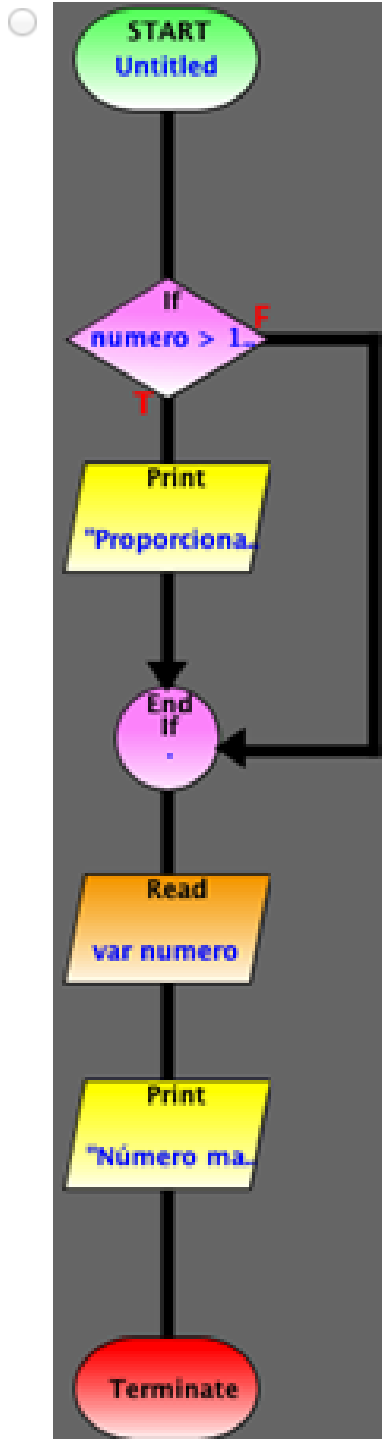 START
Untitled
If
F
numero > 1..
T
Print
"Proporciona..
End
If
.
Read
var numero
Print
"Número ma..
Terminate